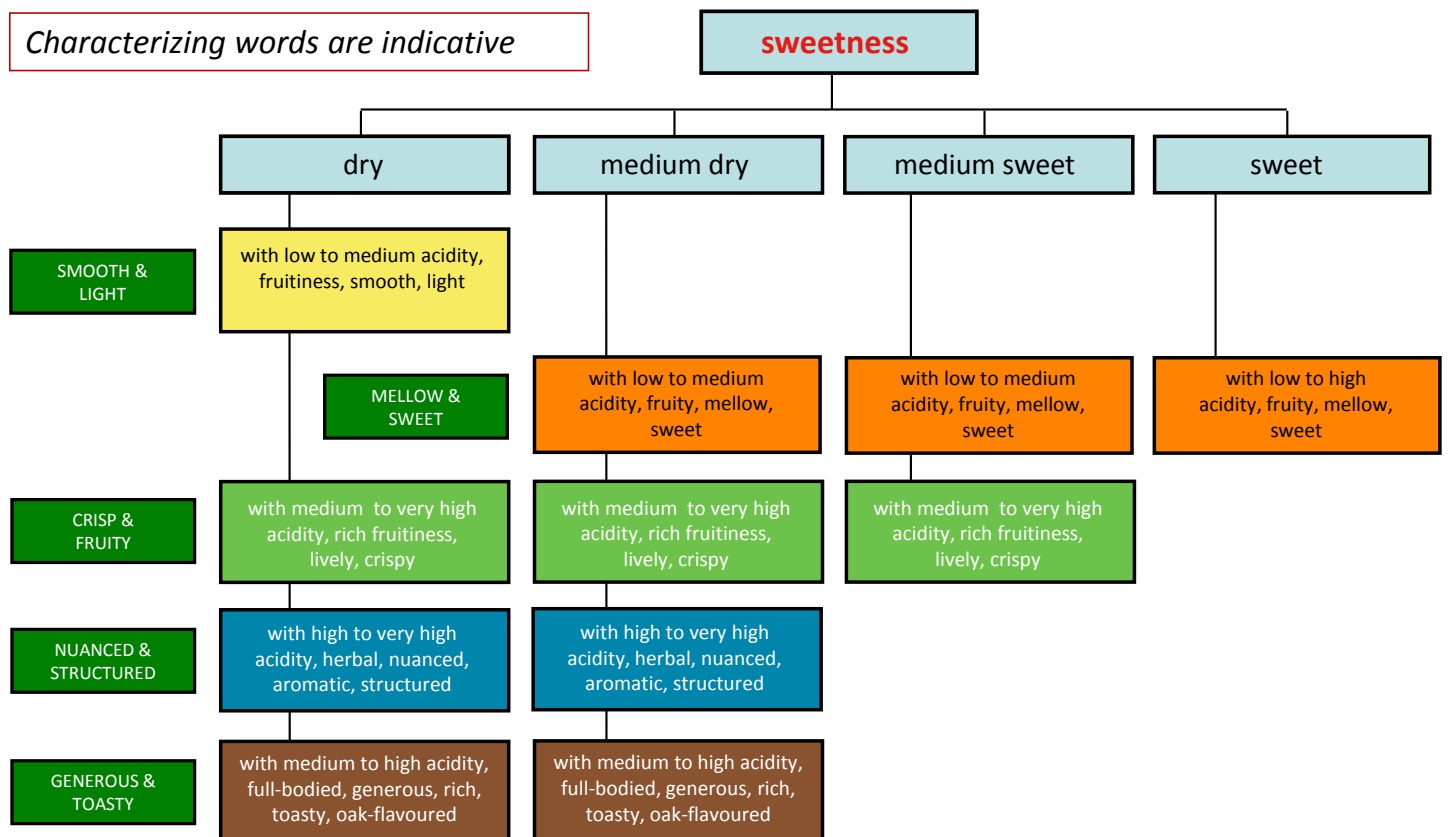 Characterizing words are indicative
sweetness
dry
medium dry
medium sweet
sweet
SMOOTH &
LIGHT
with low to medium acidity,
fruitiness, smooth, light
MELLOW &
SWEET
with low to medium
acidity, fruity, mellow,
sweet
with low to medium
acidity, fruity, mellow,
sweet
with low to high
acidity, fruity, mellow,
sweet
CRISP &
FRUITY
with medium  to very high
acidity, rich fruitiness,
lively, crispy
with medium  to very high
acidity, rich fruitiness,
lively, crispy
with medium  to very high
acidity, rich fruitiness,
lively, crispy
NUANCED &
STRUCTURED
with high to very high
acidity, herbal, nuanced,
aromatic, structured
with high to very high
acidity, herbal, nuanced,
aromatic, structured
GENEROUS &
TOASTY
with medium to high acidity,
full-bodied, generous, rich,
toasty, oak-flavoured
with medium to high acidity,
full-bodied, generous, rich,
toasty, oak-flavoured